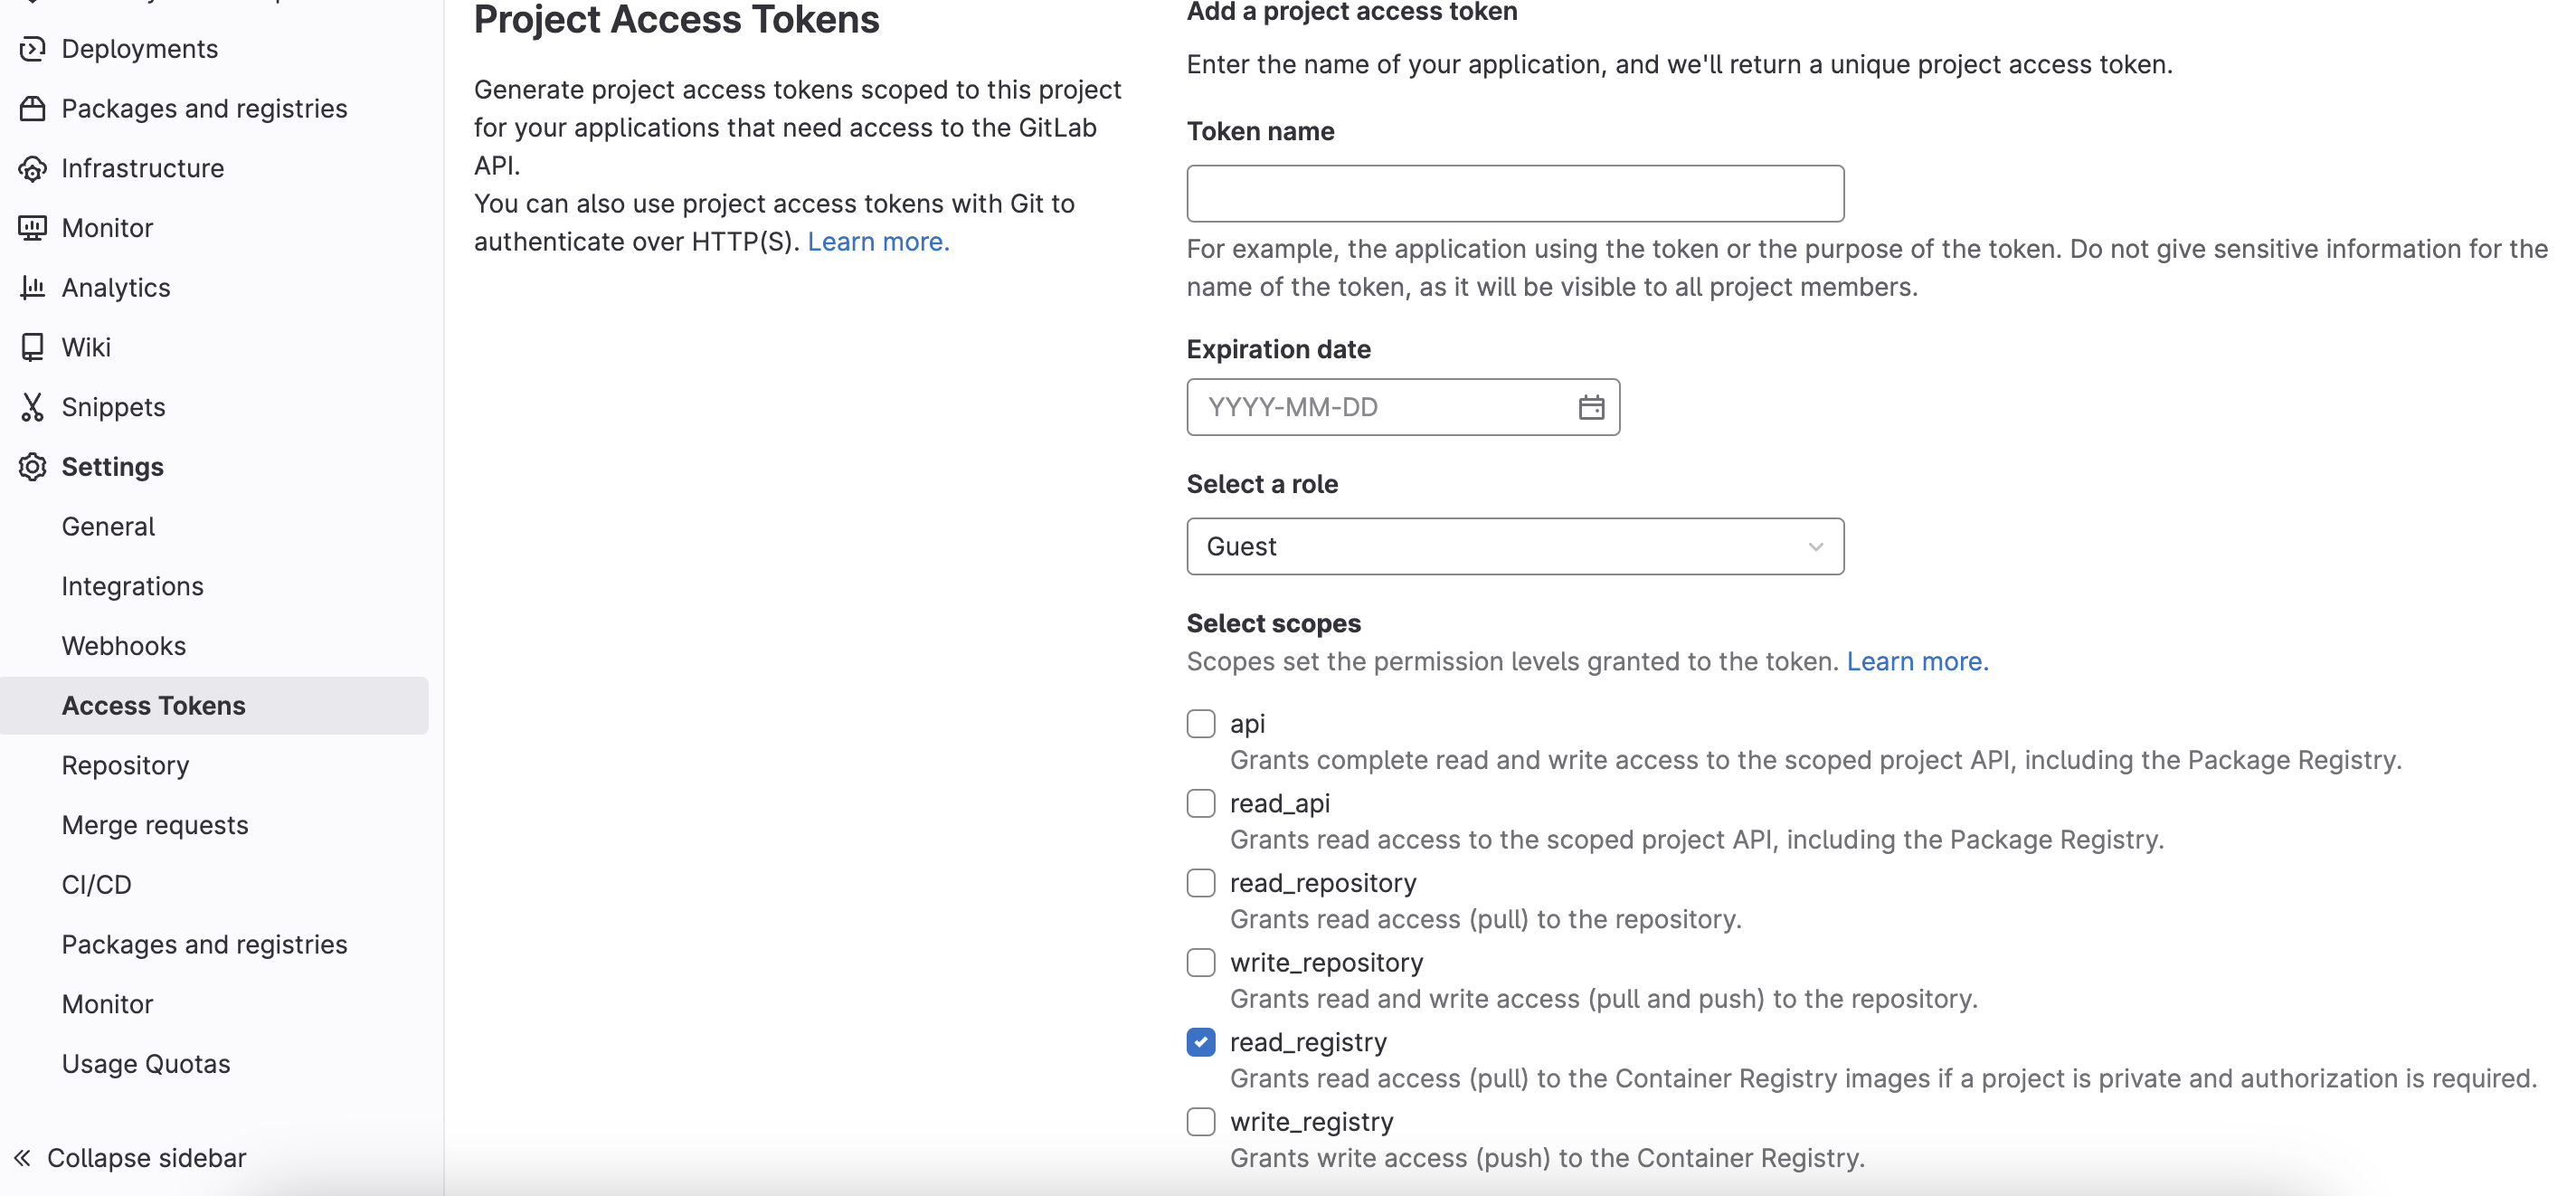 Deployments
Packages and registries
Infrastructure
Monitor
Analytics
Wiki
Snippets
Settings
General
Integrations
Webhooks
Access Tokens
Repository
Merge requests
CI/CD
Packages and registries
Monitor
Usage Quotas
Collapse sidebar
Project Access Tokens
Generate project access tokens scoped to this project
for your applications that need access to the GitLab
API.
You can also use project access tokens with Git to
authenticate over HTTP(S). Learn more.
Add a project access token
Enter the name of your application, and we'll return a unique project access token.
Token name
For example, the application using the token or the purpose of the token. Do not give sensitive information for the
name of the token, as it will be visible to all project members.
Expiration date
YYYY-MM-DD
Select a role
Guest
Select scopes
Scopes set the permission levels granted to the token. Learn more.
api
Grants complete read and write access to the scoped project API, including the Package Registry.
read_api
Grants read access to the scoped project API, including the Package Registry.
read_repository
Grants read access (pull) to the repository.
write_repository
Grants read and write access (pull and push) to the repository.
read_registry
Grants read access (pull) to the Container Registry images if a project is private and authorization is required.
write_registry
Grants write access (push) to the Container Registry.